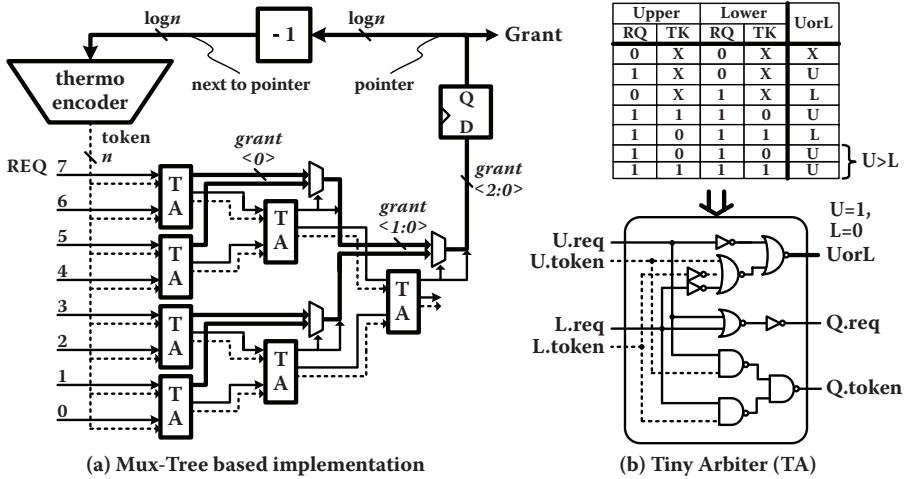 logn
- 1
logn
Grant
thermo
encoder
next to pointer
pointer
token
n
Q
D
REQ
grant
<0>
grant
<2:0>
grant
<1:0>
7
6
5
4
3
2
1
0
T
A
T
A
T
A
T
A
T
A
T
A
T
A
(a) Mux-Tree based implementation
Upper Lower UorL
RQ TK RQ TK
0 X 0 X X
1 X 0 X U
0 X 1 X L
1 1 1 0 U
1 0 1 1 L
1 0 1 0 U
1 1 1 1 U
U>L
U=1,
L=0
U.req
U.token
UorL
L.req
L.token
Q.req
Q.token
(b) Tiny Arbiter (TA)